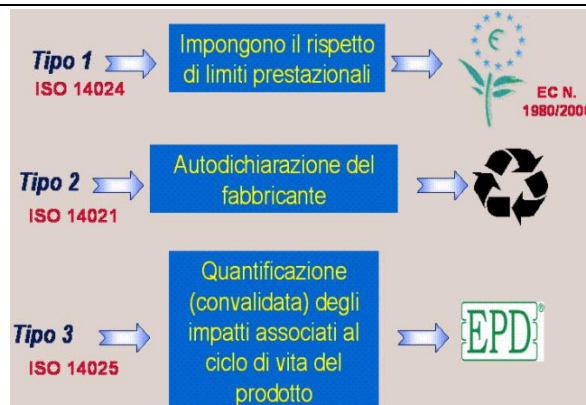 Tipo 1
ISO 14024
Impongono il rispetto
di limiti prestazionali
€
EC N.
1980/2000
Tipo 2
ISO 14021
Autodichiarazione del
fabbricante
Tipo 3
ISO 14025
Quantificazione
(convalidata) degli
impatti associati al
ciclo di vita del
prodotto
EPD®